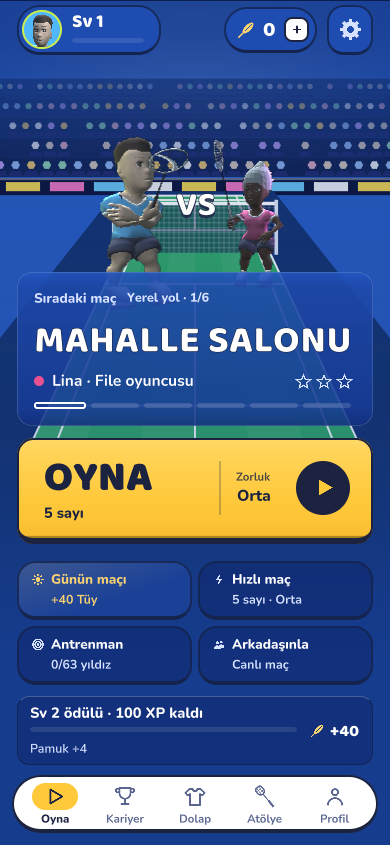 Sv 1
0 +
VS
Sıradaki maç Yerel yol · 1/6
MAHALLE SALONU
Lina · File oyuncusu
OYNA
5 sayı
Zorluk
Orta
Günün maçı
+40 Tüy
Hızlı maç
5 sayı · Orta
Antrenman
0/63 yıldız
Arkadaşınla
Canlı maç
Sv 2 ödülü · 100 XP kaldı
+40
Pamuk +4
Oyna Kariyer Dolap Atölye Profil